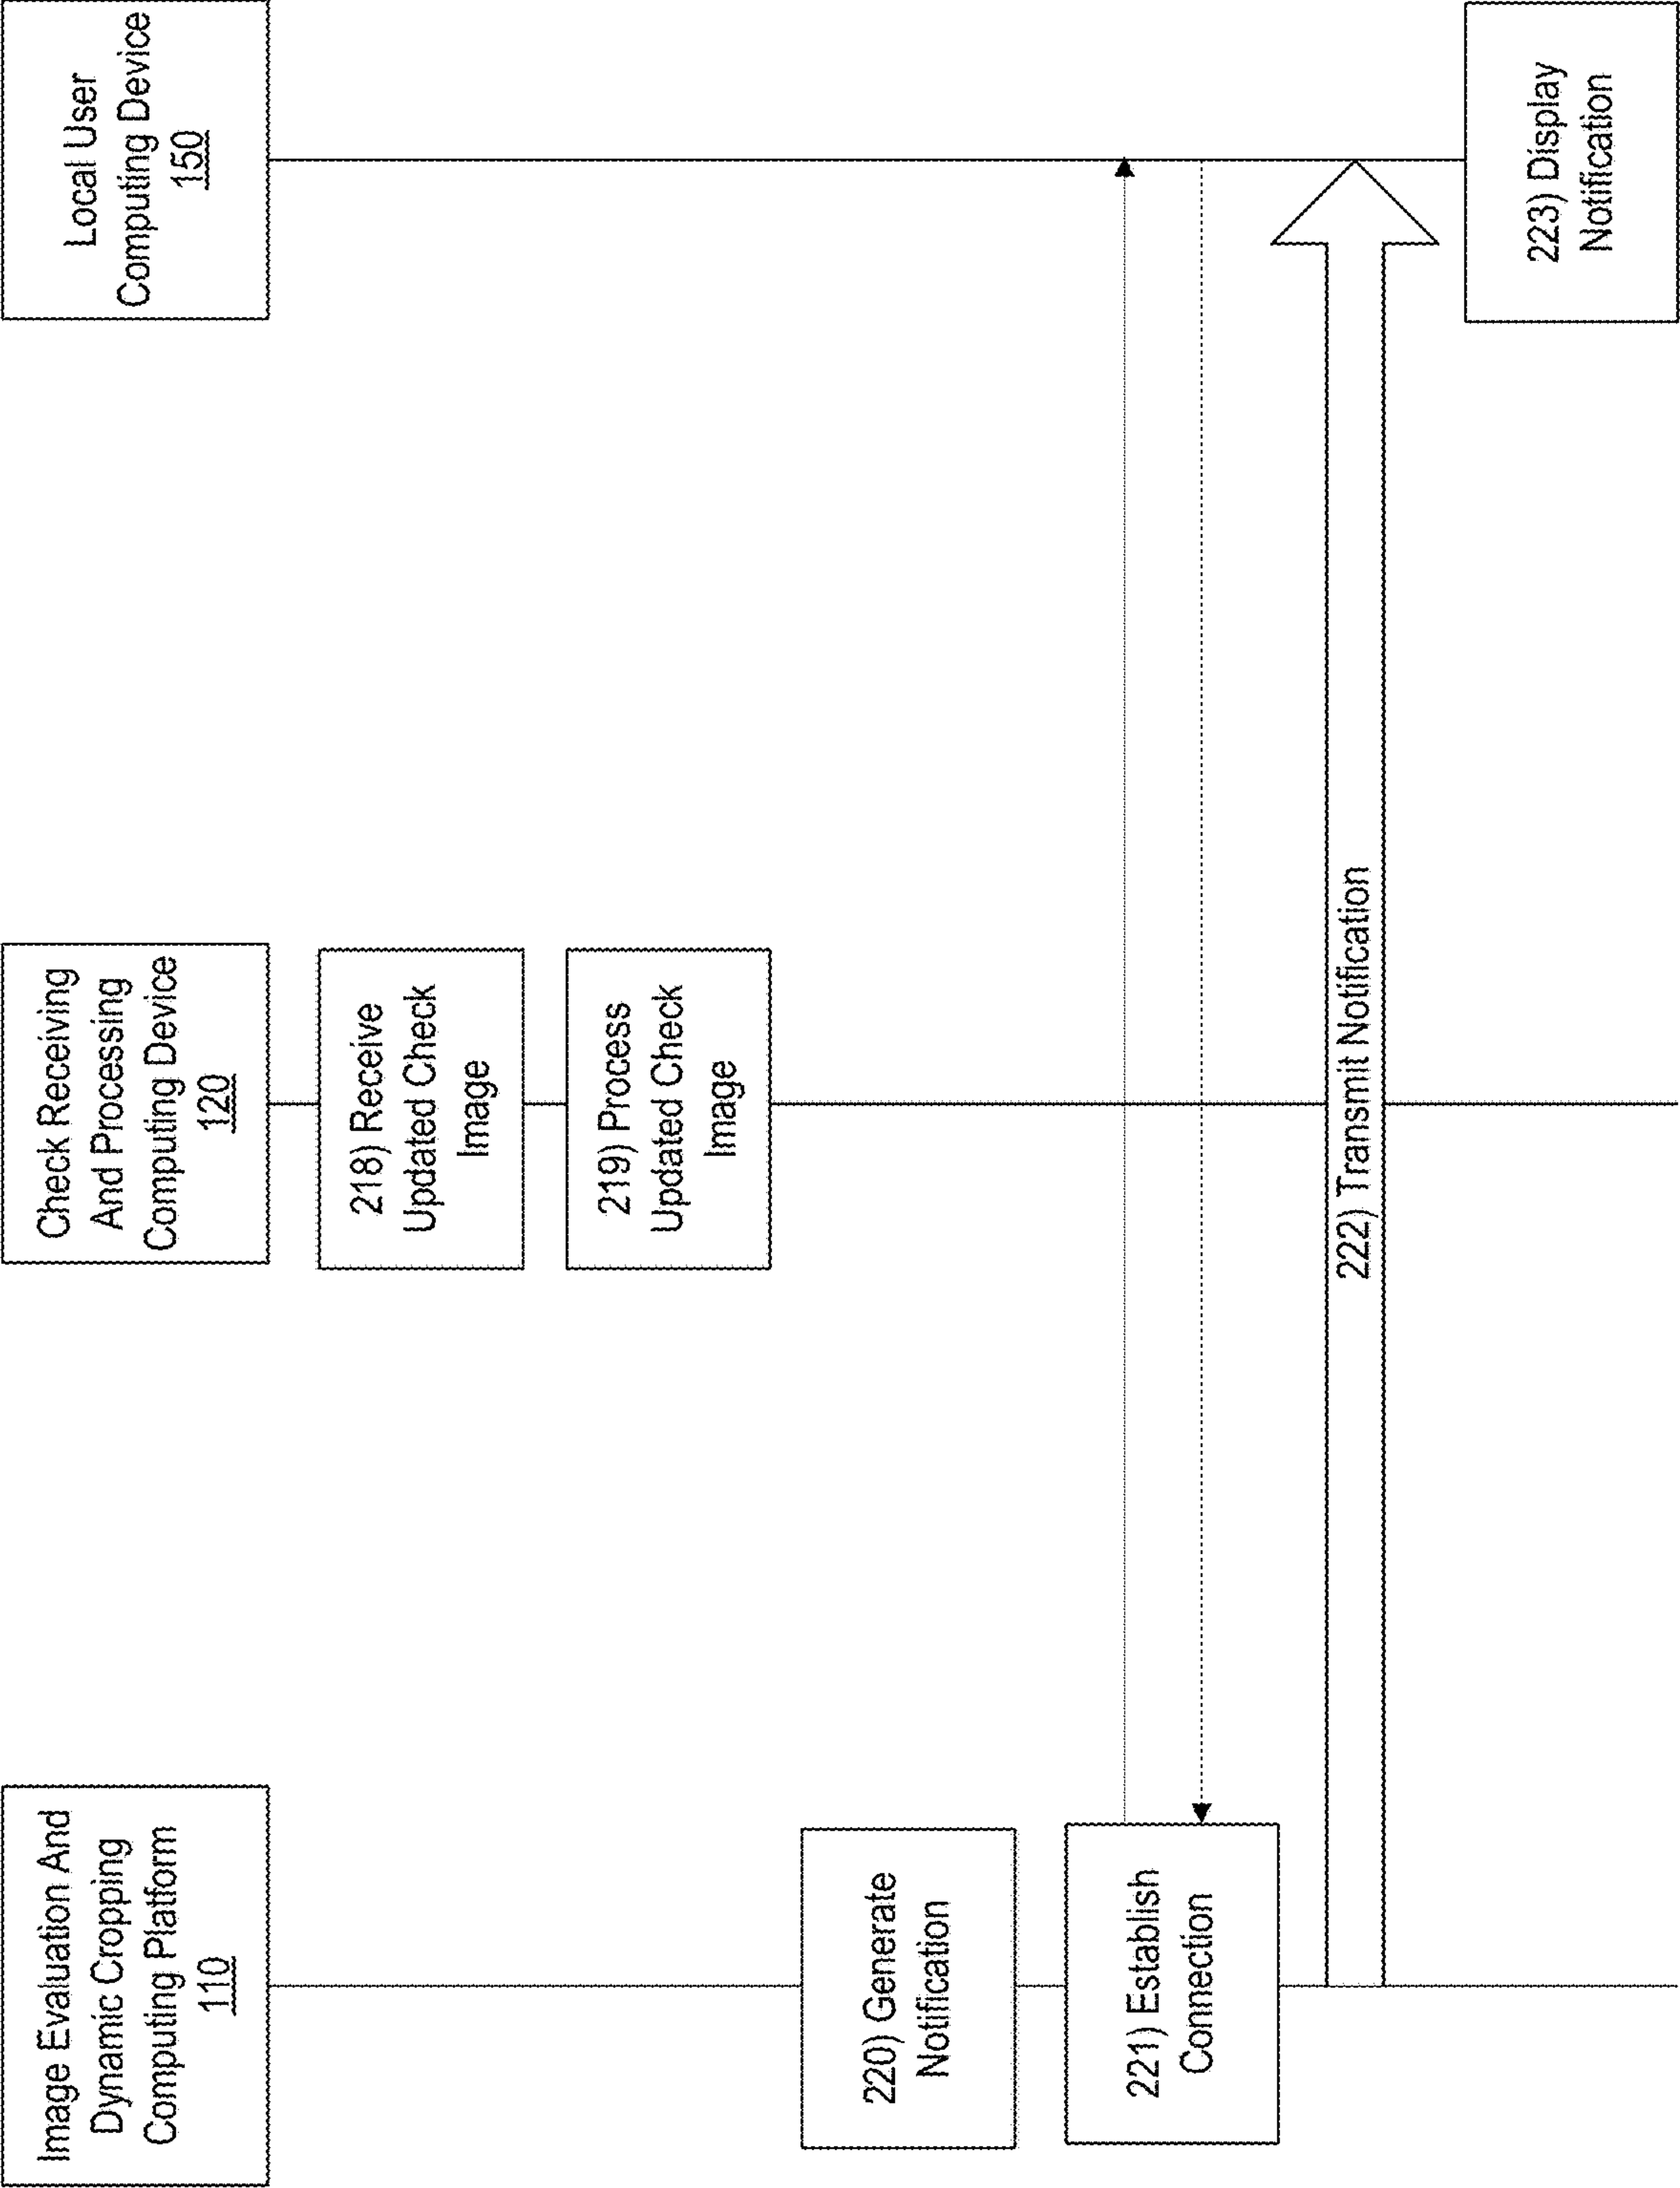 Image Evaluation And
Dynamic Cropping
Computing Platform
110
Check Receiving
And Processing
Computing Device
120
Local User
Computing Device
150
218) Receive
Updated Check
Image
219) Process
Updated Check
Image
220) Generate
Notification
221) Establish
Connection
222) Transmit Notification
223) Display
Notification